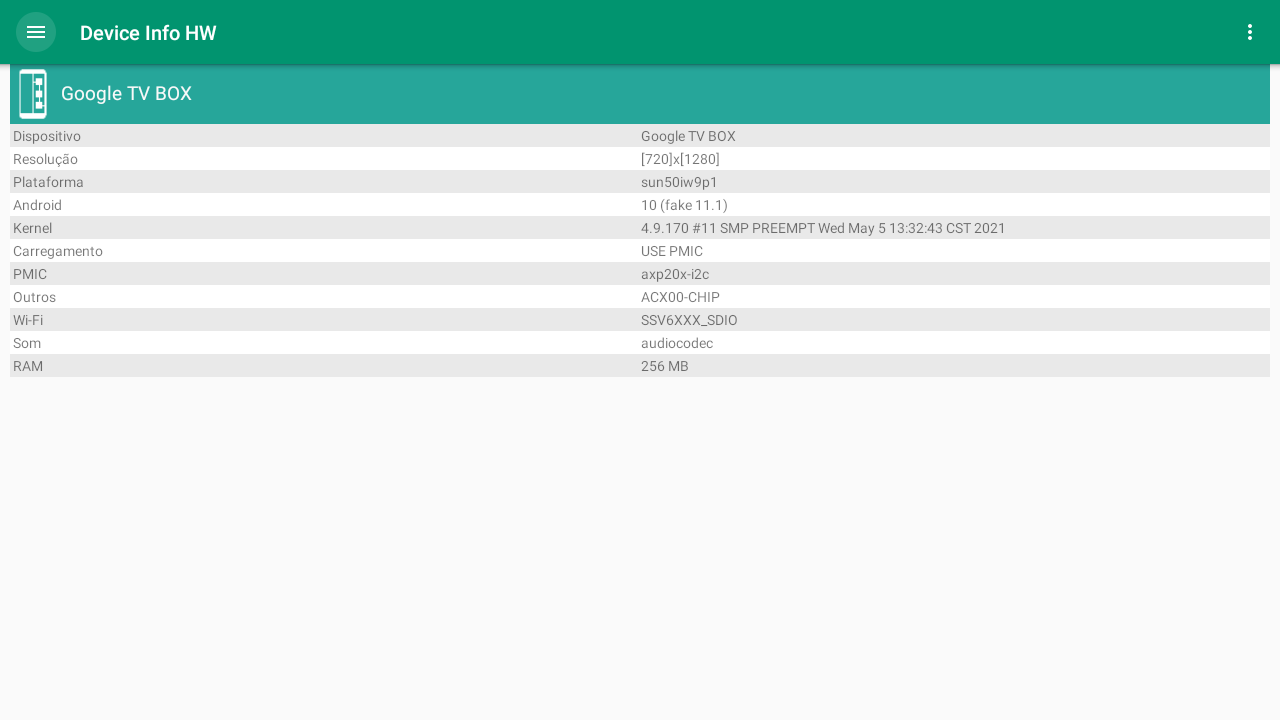 Device Info HW
Google TV BOX
Dispositivo Google TV BOX
Resolução [720]x[1280]
Plataforma sun50iw9p1
Android 10 (fake 11.1)
Kernel 4.9.170 #11 SMP PREEMPT Wed May 5 13:32:43 CST 2021
Carregamento USE PMIC
PMIC axp20x-i2c
Outros ACX00-CHIP
Wi-Fi SSV6XXX_SDIO
Som audiocodec
RAM 256 MB